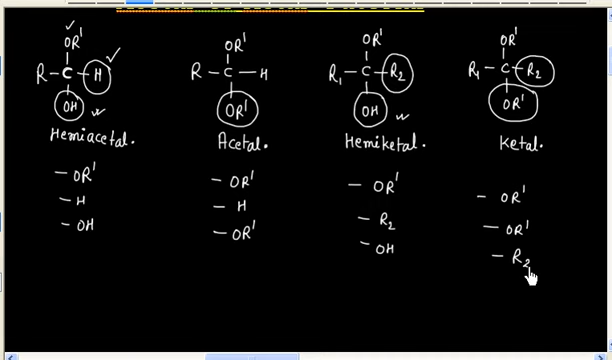 OR' OR' OR' OR'
R - C - H R - C - H R₁ - C - R₂ R₁ - C - R₂
OH OR' OH OR'
Hemiacetal. Acetal. Hemiketal. Ketal.
- OR' - OR' - OR' - OR'
- H - H - R₂ - OR'
- OH - OR' - OH - R₂